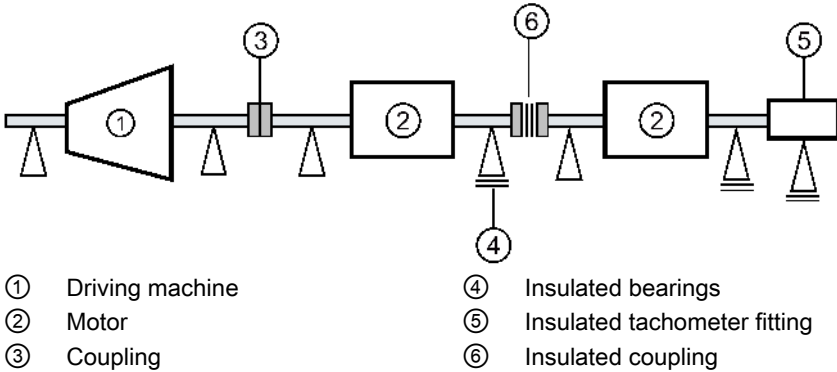 ③ ⑥ ⑤
① ② ②
④
① Driving machine ④ Insulated bearings
② Motor ⑤ Insulated tachometer fitting
③ Coupling ⑥ Insulated coupling